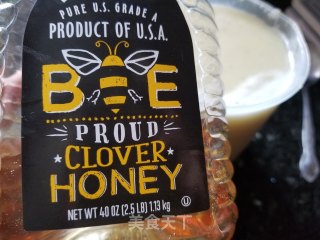 PURE U.S. GRADE A
PRODUCT OF U.S.A.
BEE
PROUD
CLOVER
HONEY
NET WT 40 OZ (2.5 LB) 1.13 kg
U
美食天下